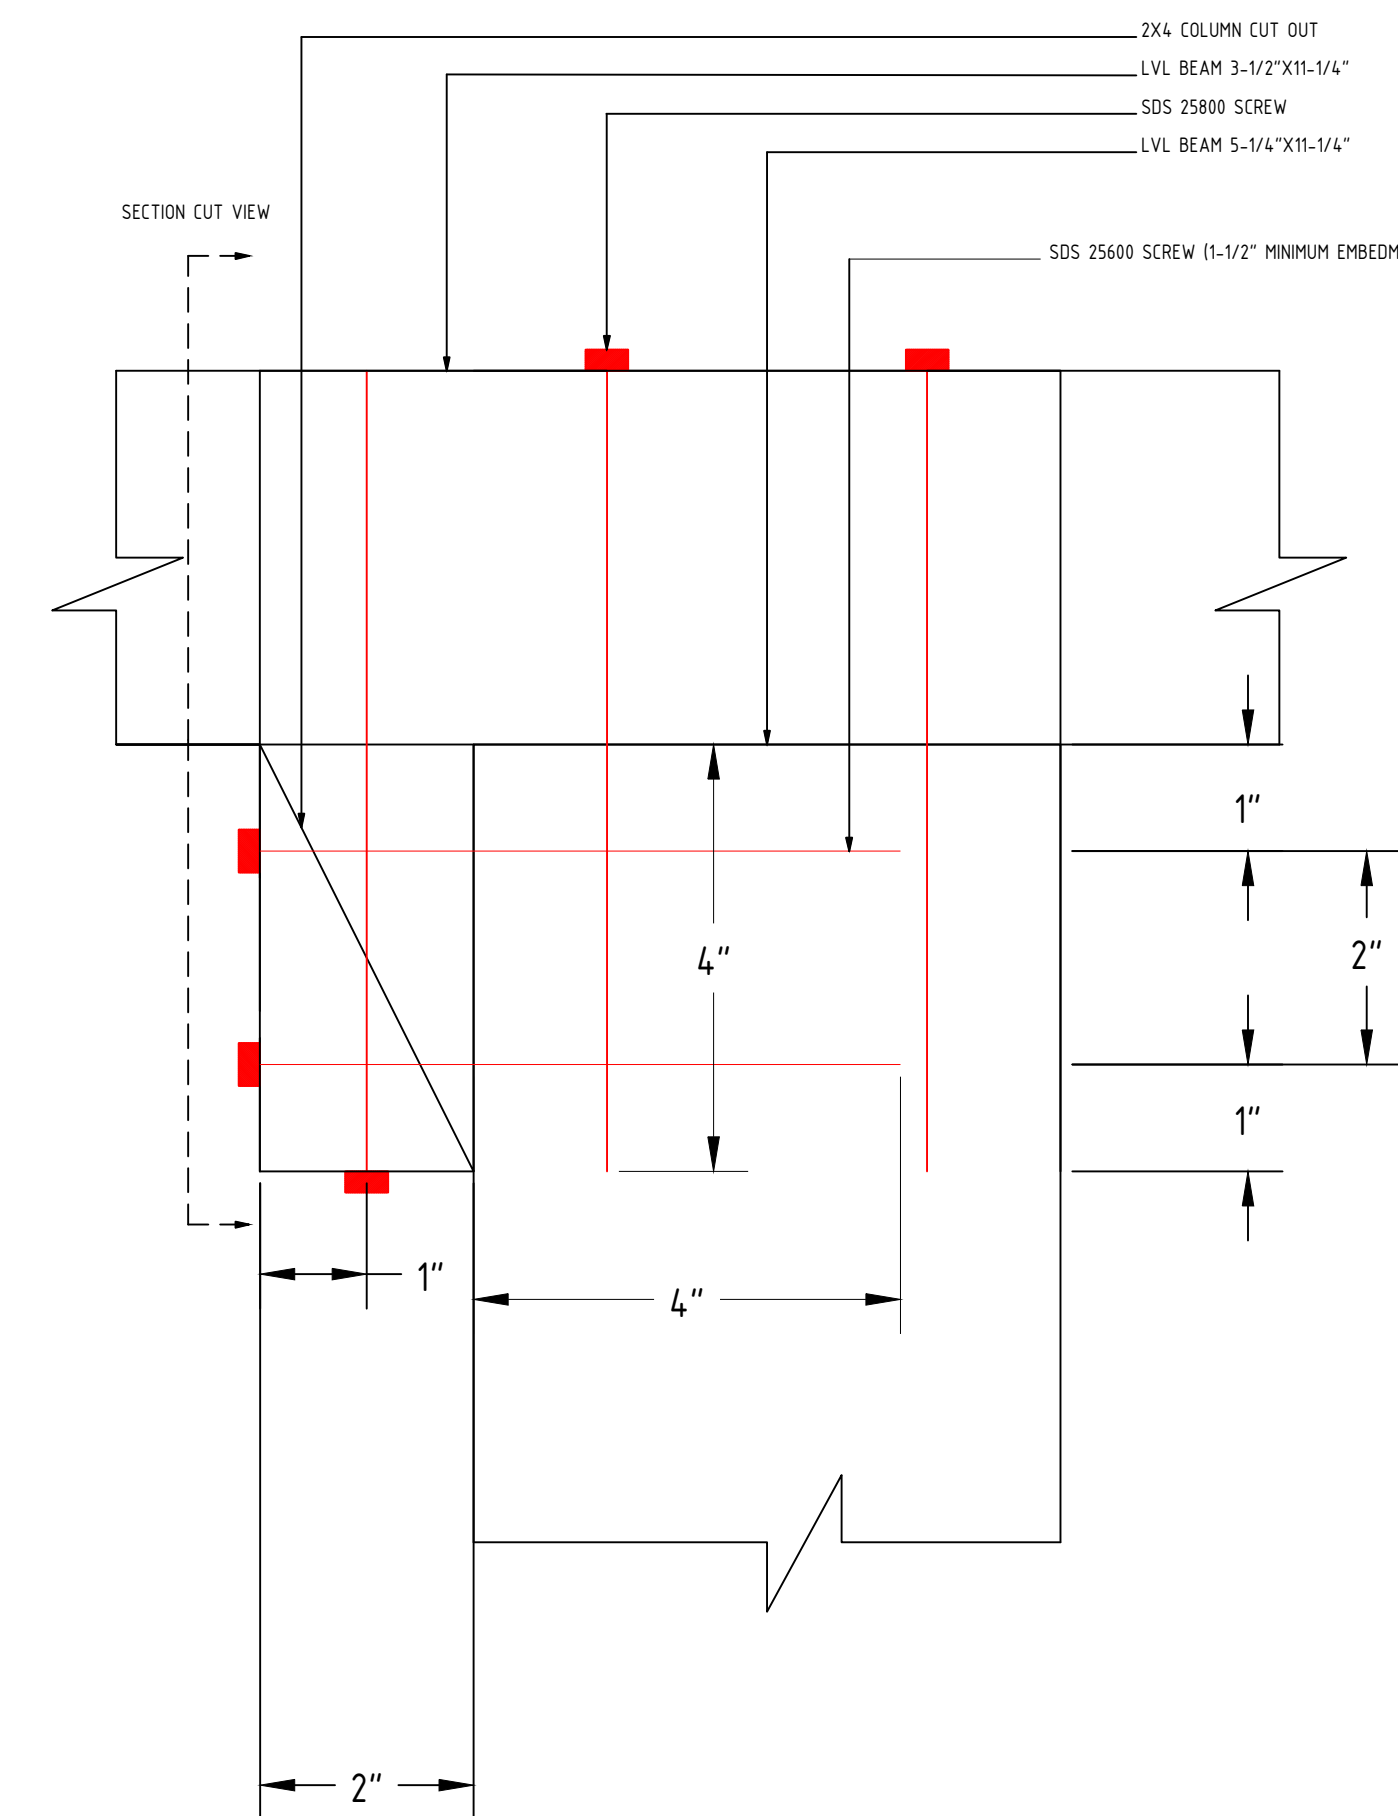 2X4 COLUMN CUT OUT
LVL BEAM 3-1/2"X11-1/4"
SDS 25800 SCREW
LVL BEAM 5-1/4"X11-1/4"
SECTION CUT VIEW
SDS 25600 SCREW (1-1/2" MINIMUM EMBEDM
1"
4"
2"
1"
1"
4"
2"